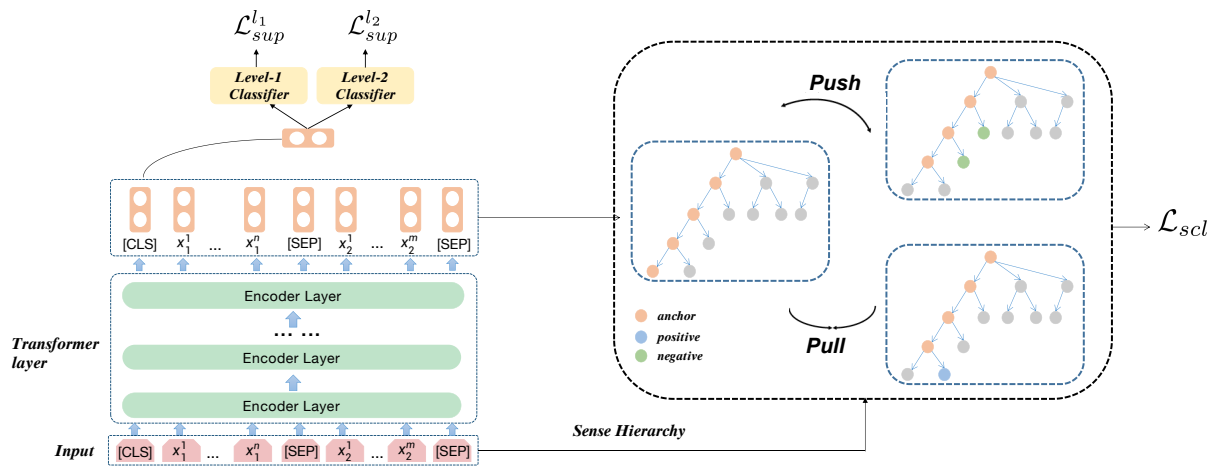 $\mathcal{L}_{sup}^{l_1}$ $\mathcal{L}_{sup}^{l_2}$
Level-1 Classifier
Level-2 Classifier
[CLS] $x_1^1$ ... $x_1^n$ [SEP] $x_2^1$ ... $x_2^m$ [SEP]
Transformer layer
Encoder Layer
... ...
Encoder Layer
Encoder Layer
Input
[CLS] $x_1^1$ ... $x_1^n$ [SEP] $x_2^1$ ... $x_2^m$ [SEP]
Sense Hierarchy
Push
anchor
positive
negative
Pull
$\mathcal{L}_{scl}$